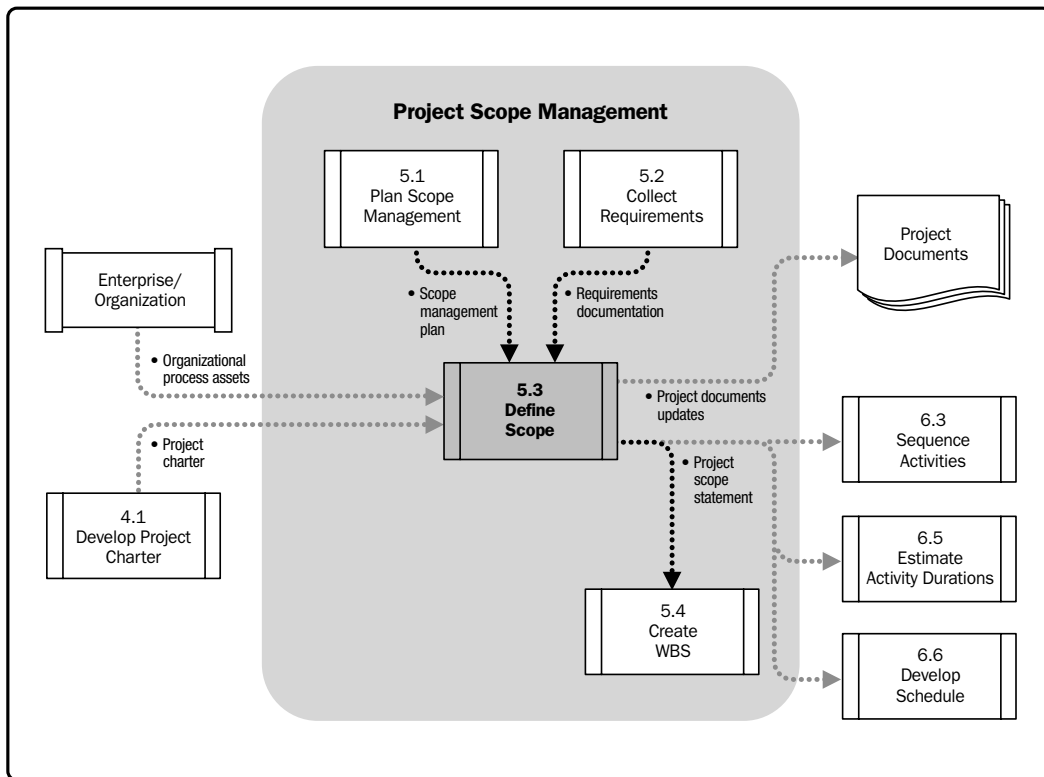 Project Scope Management
5.1
Plan Scope
Management
5.2
Collect
Requirements
Project
Documents
Enterprise/
Organization
• Scope
management
plan
• Requirements
documentation
• Organizational
process assets
5.3
Define
Scope
• Project documents
updates
• Project
charter
• Project
scope
statement
6.3
Sequence
Activities
4.1
Develop Project
Charter
6.5
Estimate
Activity Durations
5.4
Create
WBS
6.6
Develop
Schedule